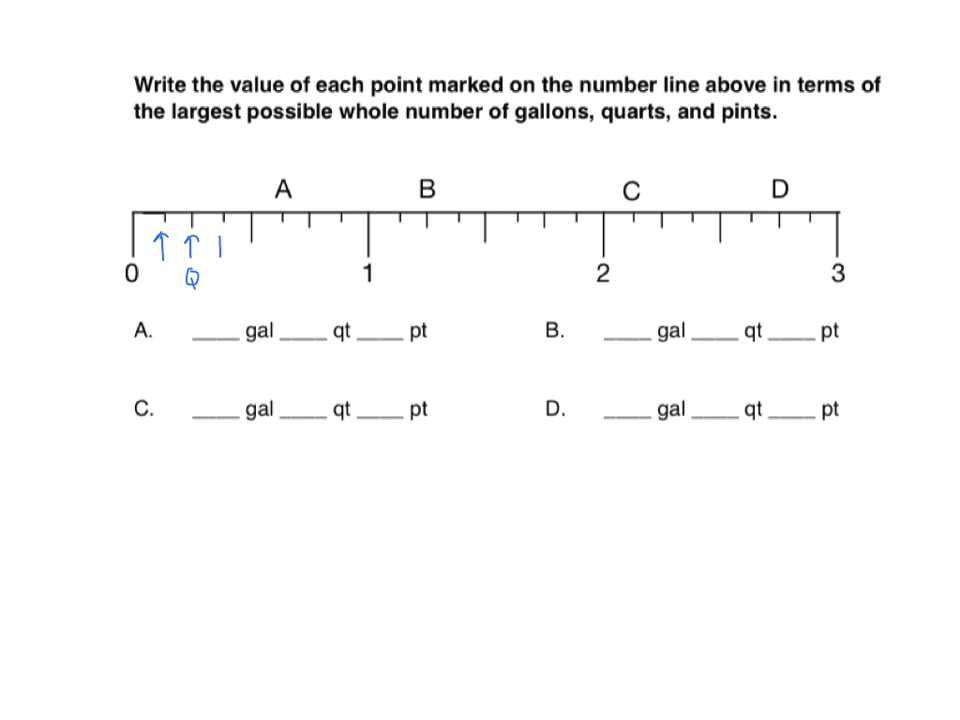 Write the value of each point marked on the number line above in terms of
the largest possible whole number of gallons, quarts, and pints.
A B C D
0 1 2 3
Q
A. ____ gal ____ qt ____ pt B. ____ gal ____ qt ____ pt
C. ____ gal ____ qt ____ pt D. ____ gal ____ qt ____ pt